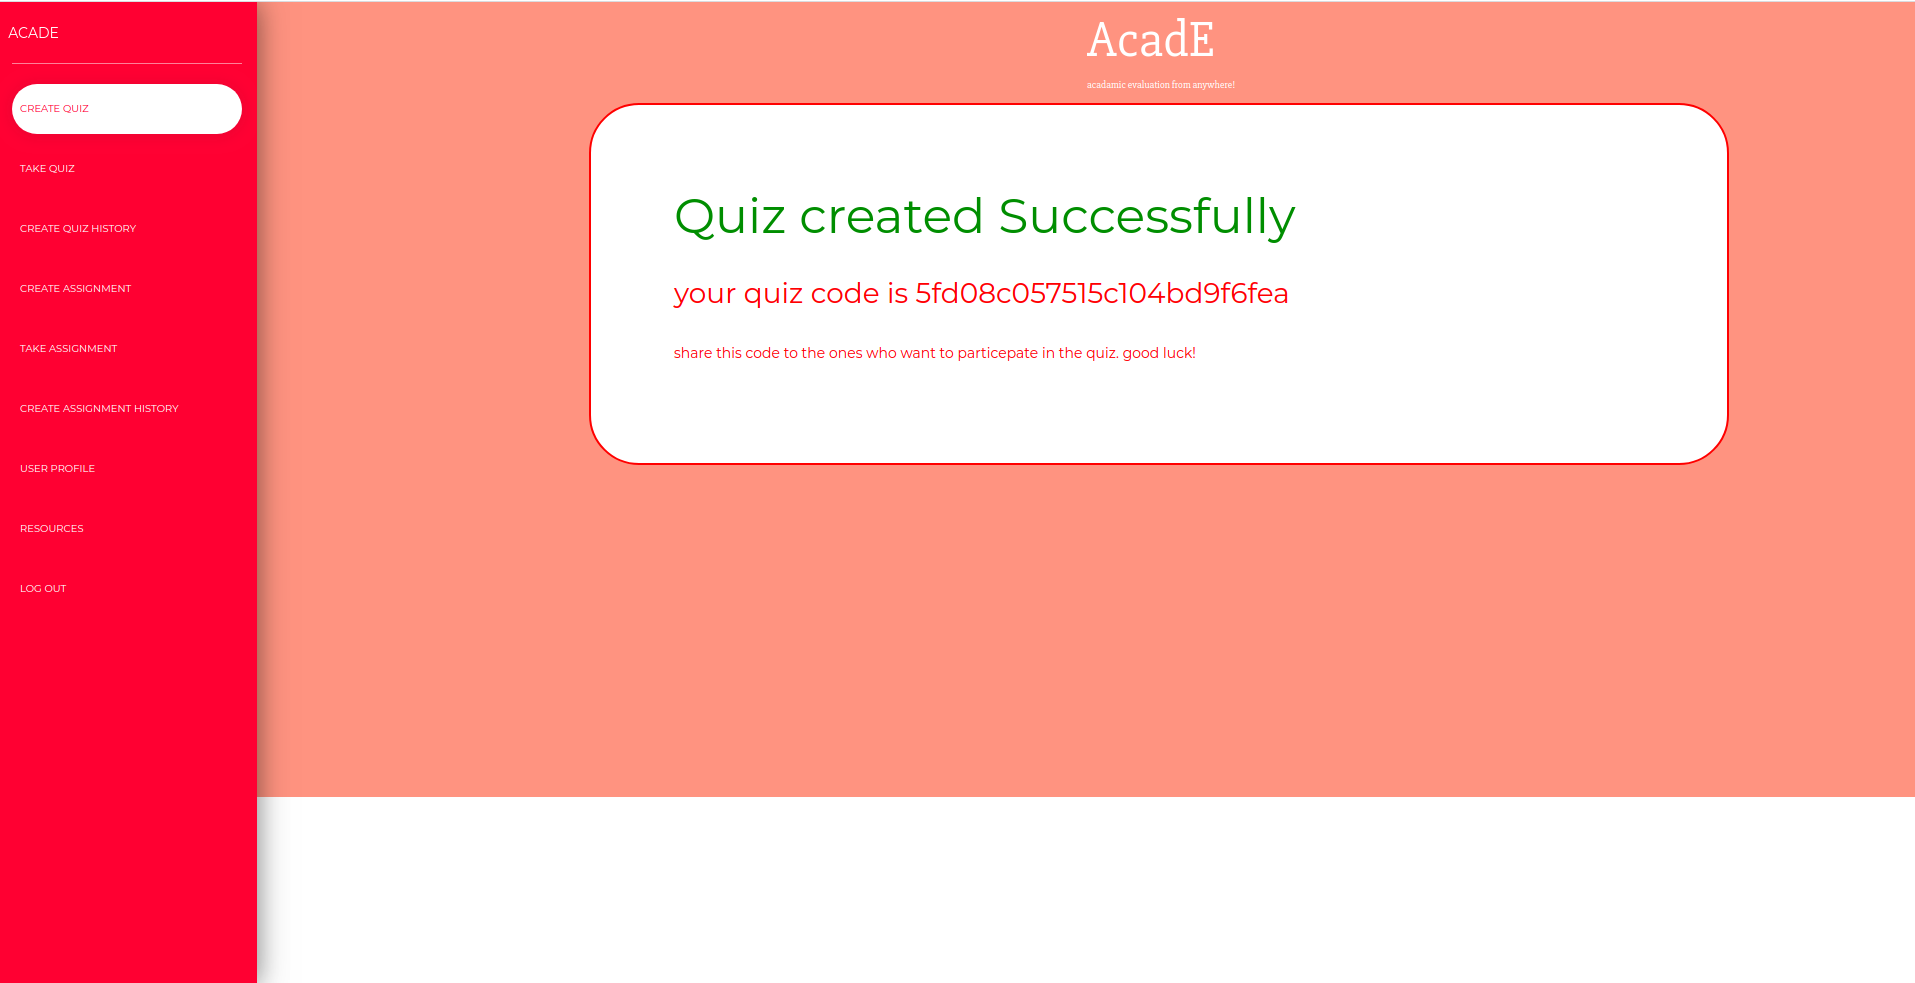 ACADE
CREATE QUIZ
TAKE QUIZ
CREATE QUIZ HISTORY
CREATE ASSIGNMENT
TAKE ASSIGNMENT
CREATE ASSIGNMENT HISTORY
USER PROFILE
RESOURCES
LOG OUT
AcadE
acadamic evaluation from anywhere!
Quiz created Successfully
your quiz code is 5fd08c057515c104bd9f6fea
share this code to the ones who want to particepate in the quiz. good luck!